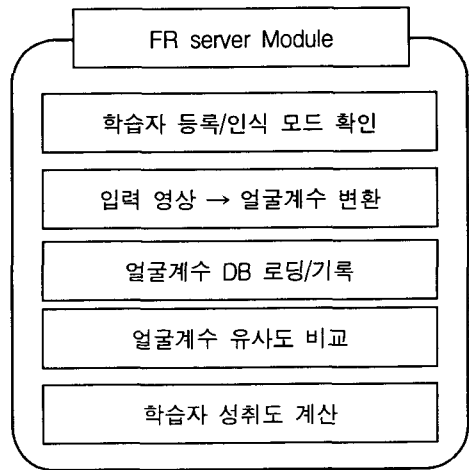 FR server Module
학습자 등록/인식 모드 확인
입력 영상 → 얼굴계수 변환
얼굴계수 DB 로딩/기록
얼굴계수 유사도 비교
학습자 성취도 계산